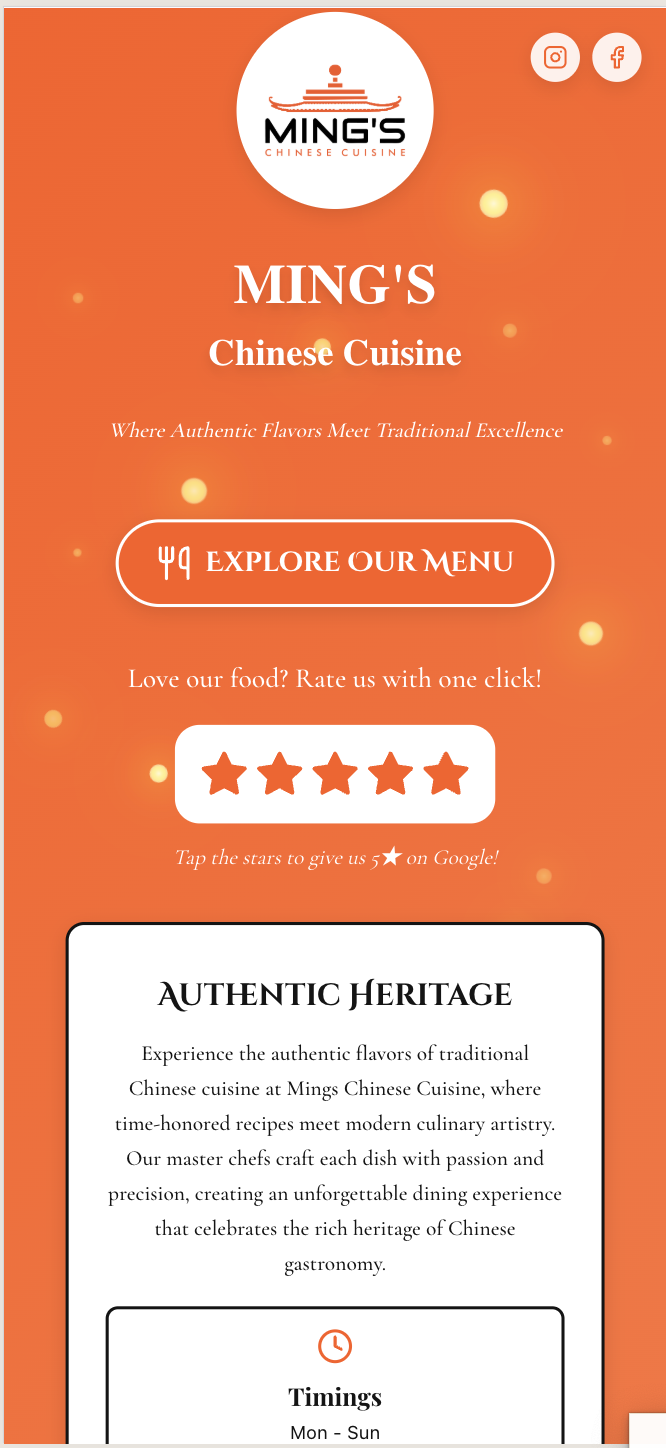 MING'S
CHINESE CUISINE
MING'S
Chinese Cuisine
Where Authentic Flavors Meet Traditional Excellence
EXPLORE OUR MENU
Love our food? Rate us with one click!
Tap the stars to give us 5★ on Google!
AUTHENTIC HERITAGE
Experience the authentic flavors of traditional
Chinese cuisine at Mings Chinese Cuisine, where
time-honored recipes meet modern culinary artistry.
Our master chefs craft each dish with passion and
precision, creating an unforgettable dining experience
that celebrates the rich heritage of Chinese
gastronomy.
Timings
Mon - Sun